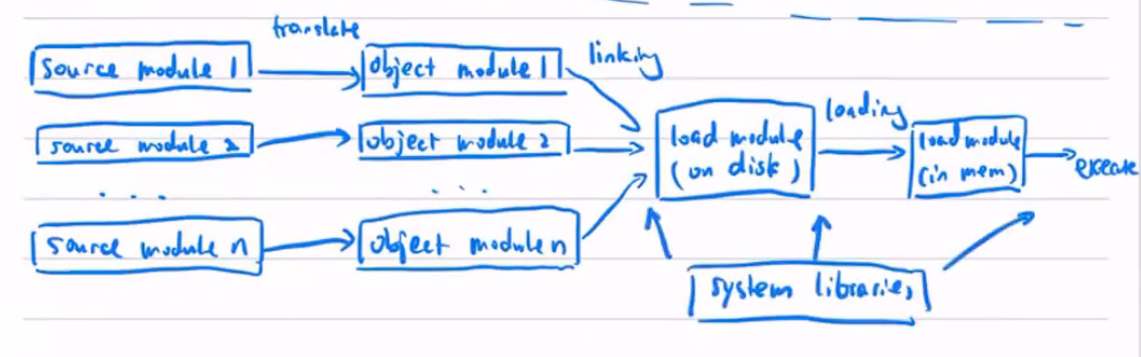 translate
linking
source module 1
object module 1
loading
source module 2
object module 2
load module
(on disk)
load module
(in mem)
execute
... ...
source module n
object module n
system libraries